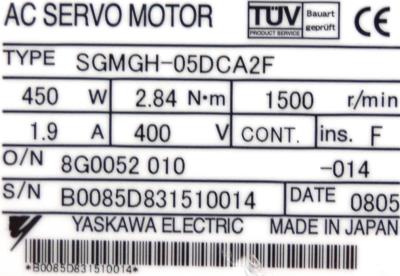 AC SERVO MOTOR TÜV PRODUCT SERVICE Bauart geprüft CE
TYPE SGMGH-05DCA2F
450 W 2.84 N•m 1500 r/min
1.9 A 400 V CONT. ins. F
O/N 8G0052 010 -014
S/N B0085D831510014 DATE 0805
YASKAWA ELECTRIC MADE IN JAPAN
*B0085D831510014*